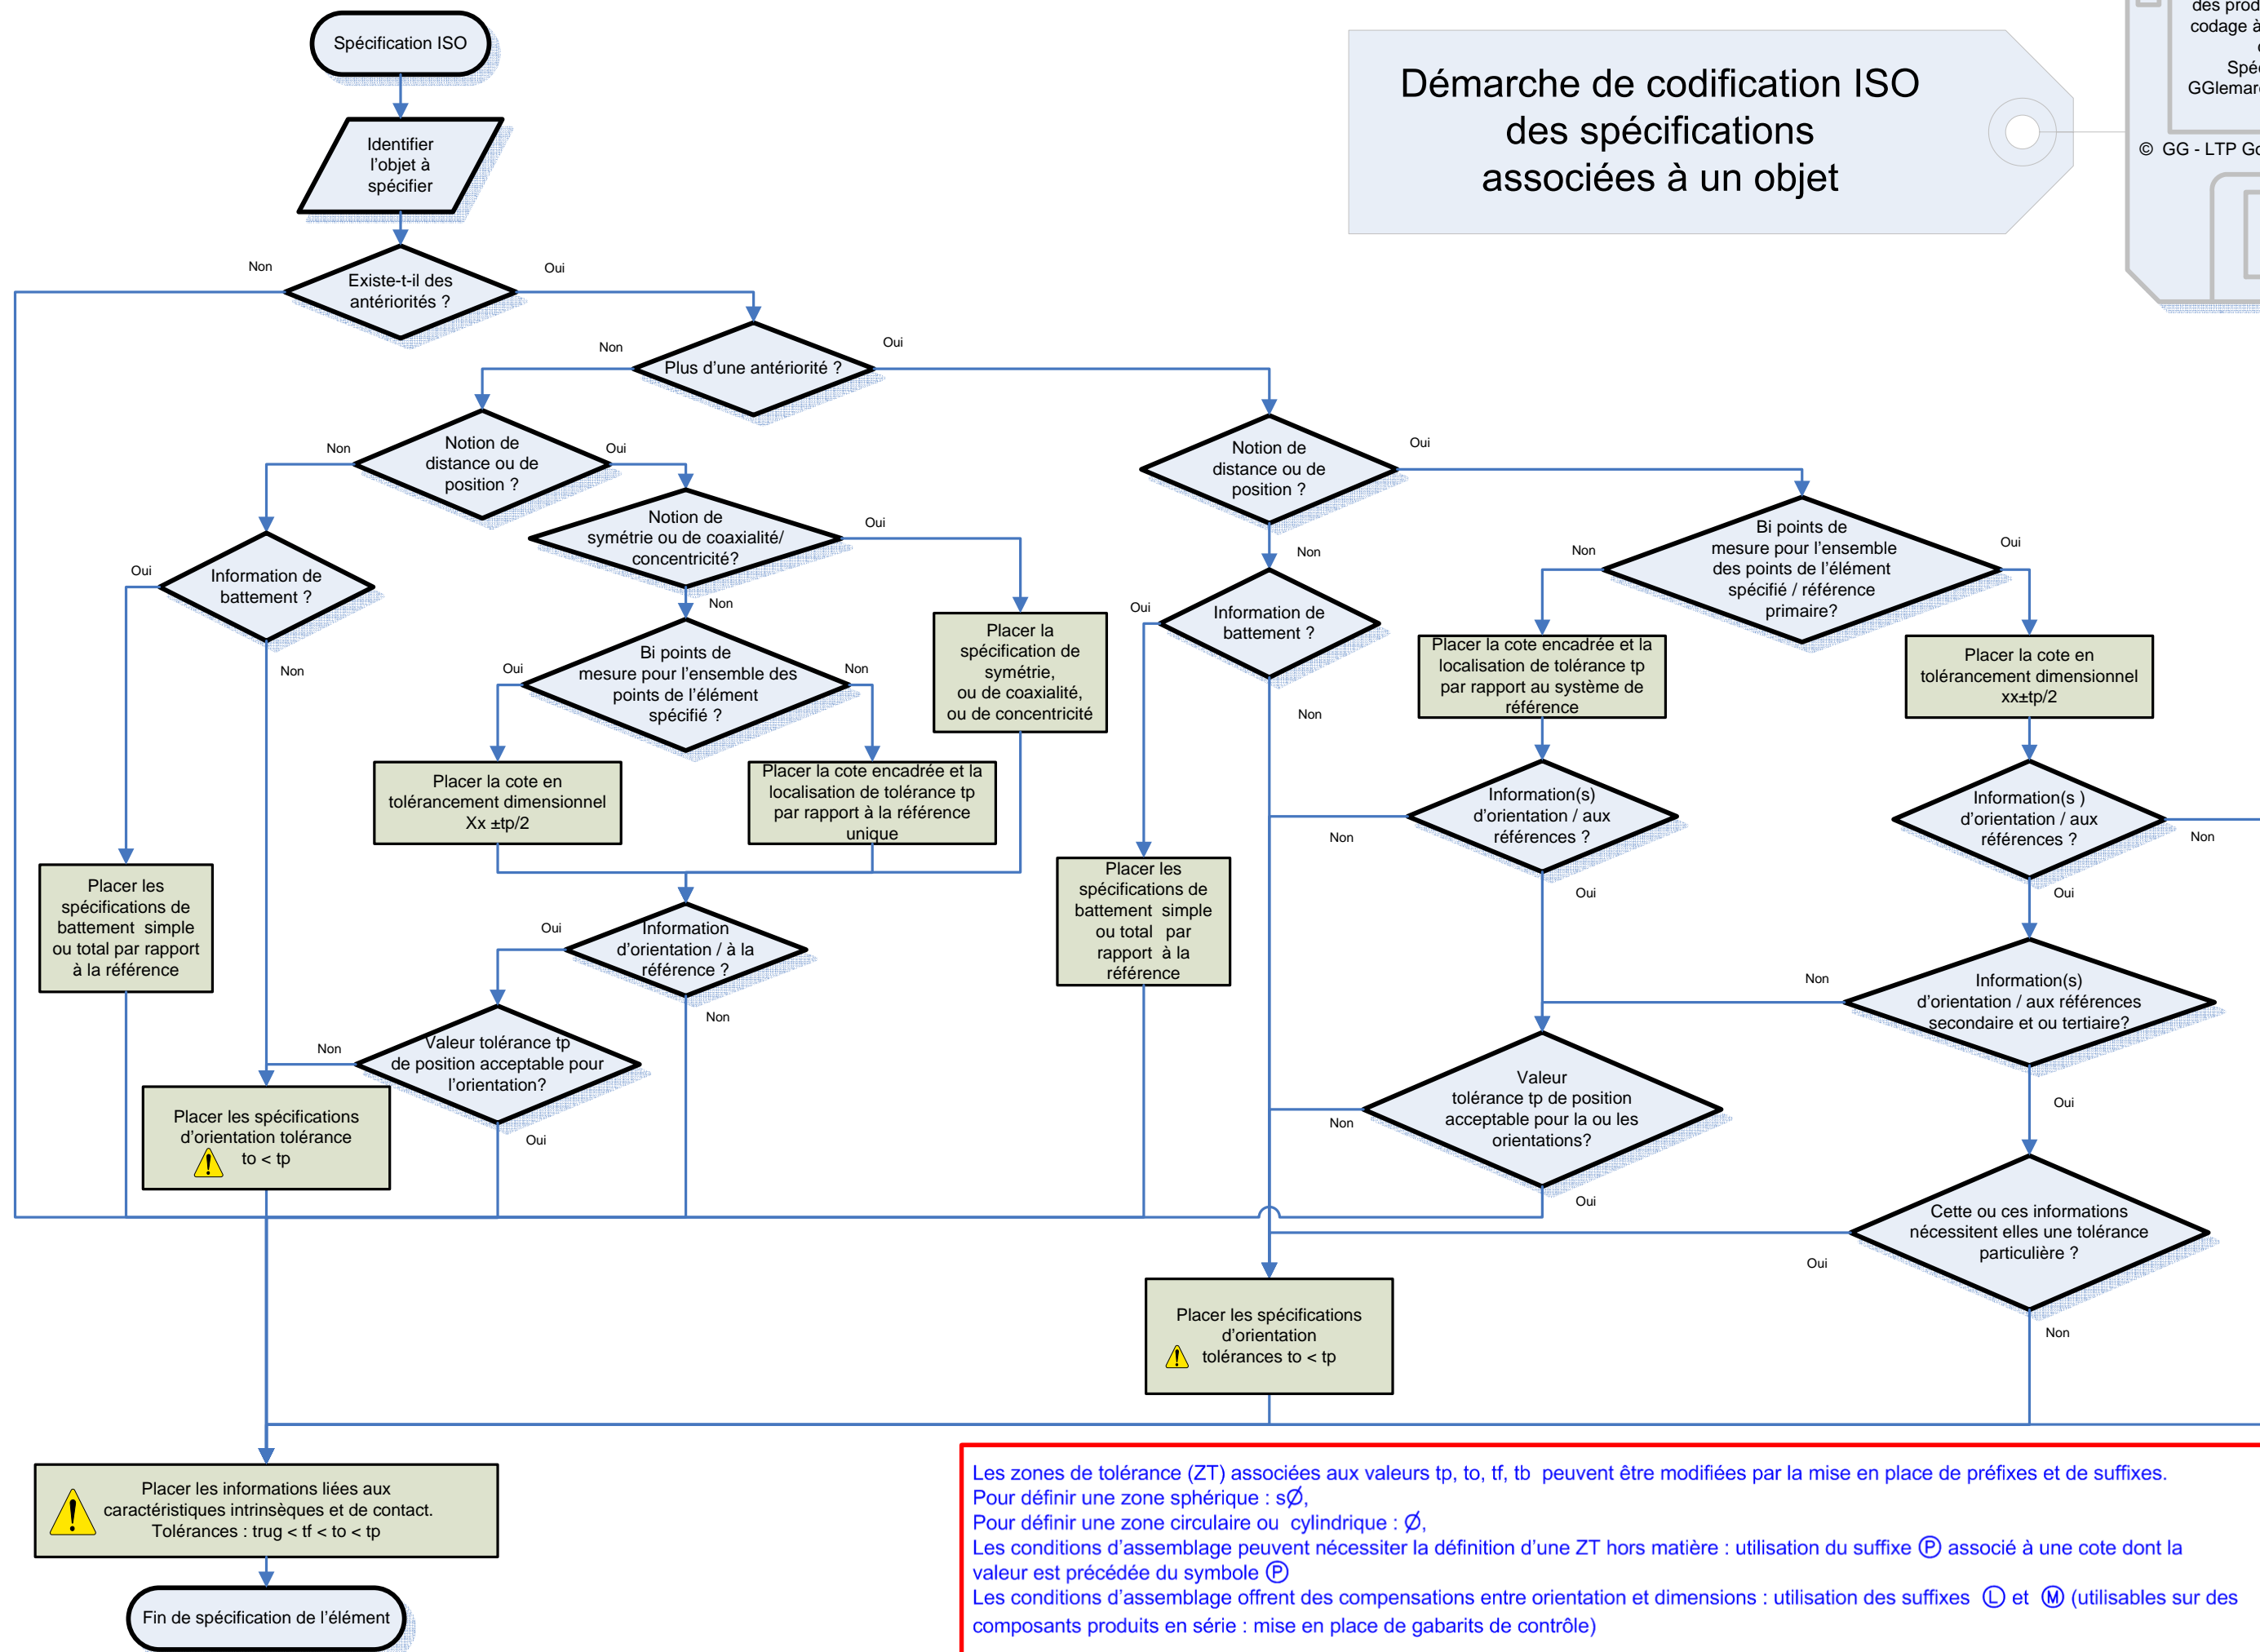 Spécification ISO
Identifier
l'objet à
spécifier
Démarche de codification ISO
des spécifications
associées à un objet
des prod
codage à
Spé
GGlemar
© GG - LTP Go
Non
Existe-t-il des
antériorités ?
Oui
Non
Plus d'une antériorité ?
Oui
Non
Notion de
distance ou de
position ?
Oui
Notion de
distance ou de
position ?
Oui
Non
Notion de
symétrie ou de coaxialité/
concentricité?
Oui
Non
Oui
Information de
battement ?
Non
Bi points de
mesure pour l'ensemble
des points de l'élément
spécifié / référence
primaire?
Non
Oui
Oui
Information de
battement ?
Non
Placer la
spécification de
symétrie,
ou de coaxialité,
ou de concentricité
Oui
Bi points de
mesure pour l'ensemble des
points de l'élément
spécifié ?
Non
Placer la cote encadrée et la
localisation de tolérance tp
par rapport au système de
référence
Placer la cote en
tolérancement dimensionnel
xx±tp/2
Placer la cote en
tolérancement dimensionnel
Xx ±tp/2
Placer la cote encadrée et la
localisation de tolérance tp
par rapport à la référence
unique
Information(s)
d'orientation / aux
références ?
Non
Oui
Information(s )
d'orientation / aux
références ?
Non
Oui
Placer les
spécifications de
battement simple
ou total par rapport
à la référence
Placer les
spécifications de
battement simple
ou total par
rapport à la
référence
Oui
Information
d'orientation / à la
référence ?
Non
Non
Information(s)
d'orientation / aux références
secondaire et ou tertiaire?
Oui
Non
Valeur tolérance tp
de position acceptable pour
l'orientation?
Oui
Valeur
tolérance tp de position
acceptable pour la ou les
orientations?
Non
Oui
Placer les spécifications
d'orientation tolérance
to < tp
Cette ou ces informations
nécessitent elles une tolérance
particulière ?
Oui
Non
Placer les spécifications
d'orientation
tolérances to < tp
Placer les informations liées aux
caractéristiques intrinsèques et de contact.
Tolérances : trug < tf < to < tp
Fin de spécification de l'élément
Les zones de tolérance (ZT) associées aux valeurs tp, to, tf, tb peuvent être modifiées par la mise en place de préfixes et de suffixes.
Pour définir une zone sphérique : sØ,
Pour définir une zone circulaire ou cylindrique : Ø,
Les conditions d'assemblage peuvent nécessiter la définition d'une ZT hors matière : utilisation du suffixe Ⓟ associé à une cote dont la
valeur est précédée du symbole Ⓟ
Les conditions d'assemblage offrent des compensations entre orientation et dimensions : utilisation des suffixes Ⓛ et Ⓜ (utilisables sur des
composants produits en série : mise en place de gabarits de contrôle)